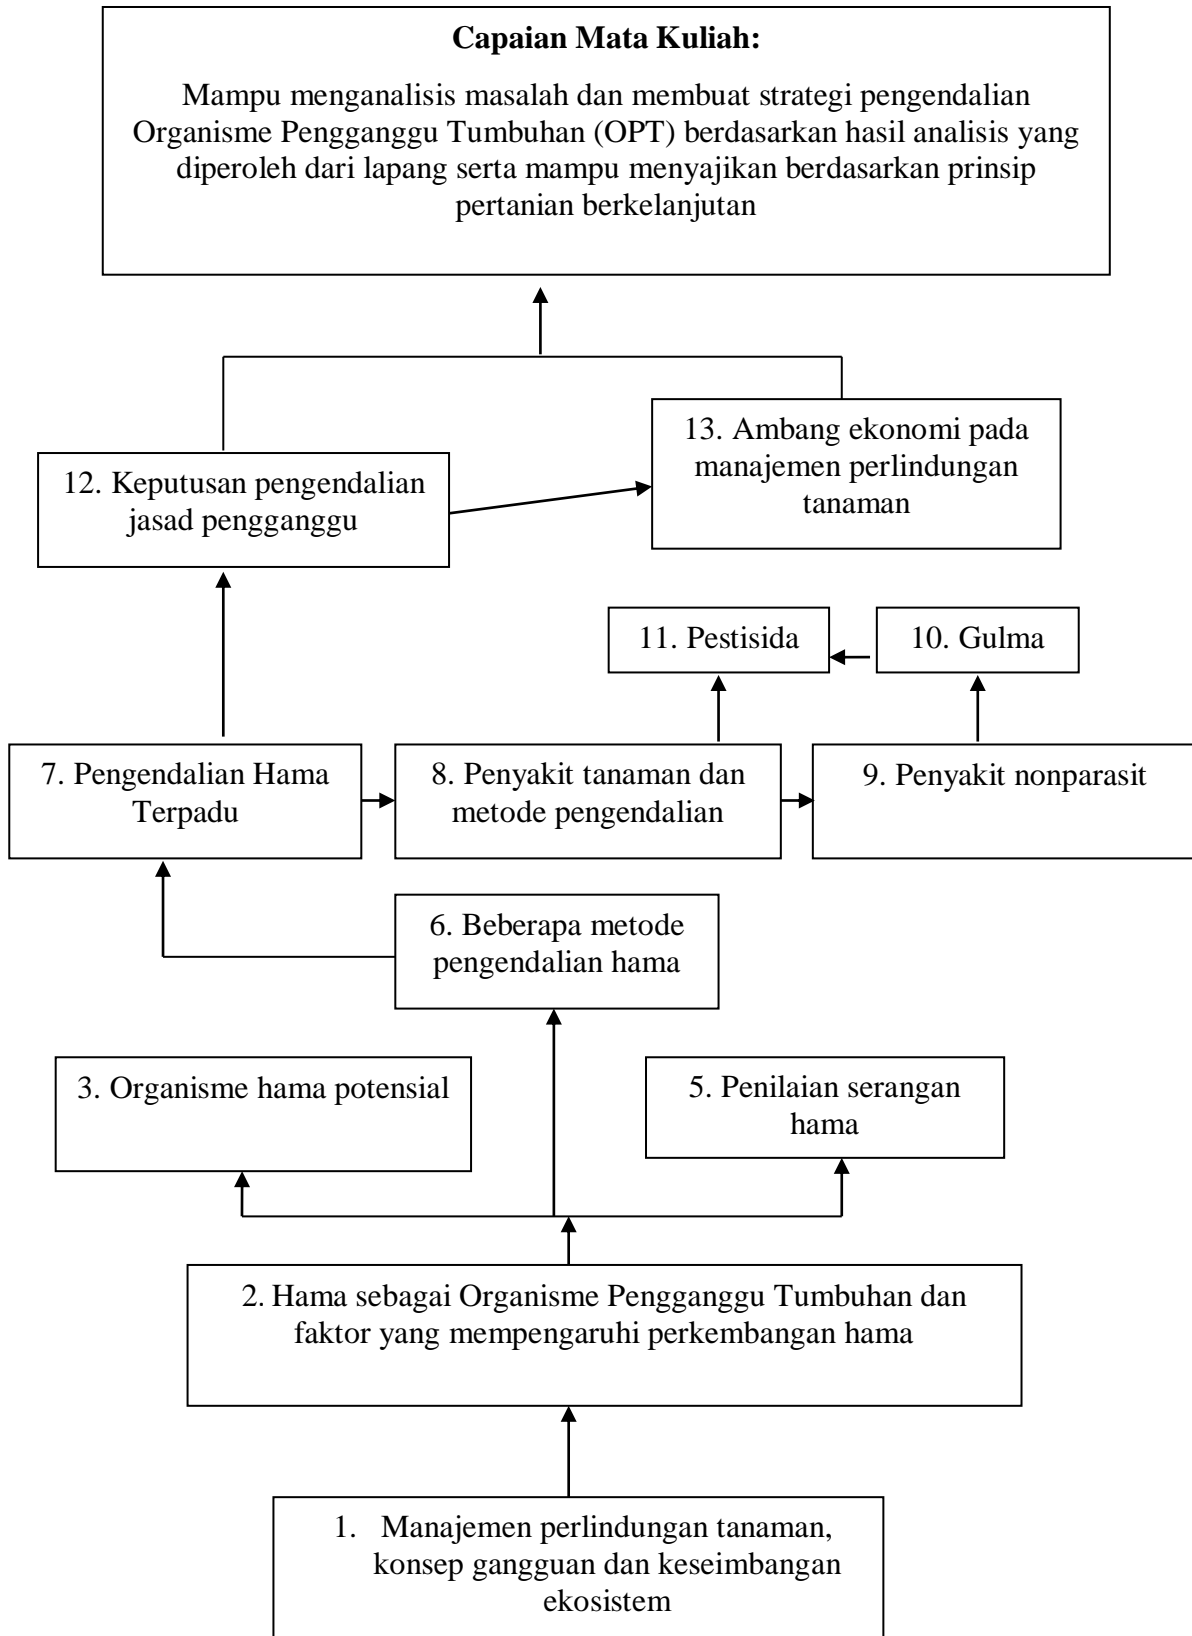 Capaian Mata Kuliah:
Mampu menganalisis masalah dan membuat strategi pengendalian
Organisme Pengganggu Tumbuhan (OPT) berdasarkan hasil analisis yang
diperoleh dari lapang serta mampu menyajikan berdasarkan prinsip
pertanian berkelanjutan
13. Ambang ekonomi pada
manajemen perlindungan
tanaman
12. Keputusan pengendalian
jasad pengganggu
11. Pestisida
10. Gulma
7. Pengendalian Hama
Terpadu
8. Penyakit tanaman dan
metode pengendalian
9. Penyakit nonparasit
6. Beberapa metode
pengendalian hama
3. Organisme hama potensial
5. Penilaian serangan
hama
2. Hama sebagai Organisme Pengganggu Tumbuhan dan
faktor yang mempengaruhi perkembangan hama
1. Manajemen perlindungan tanaman,
konsep gangguan dan keseimbangan
ekosistem